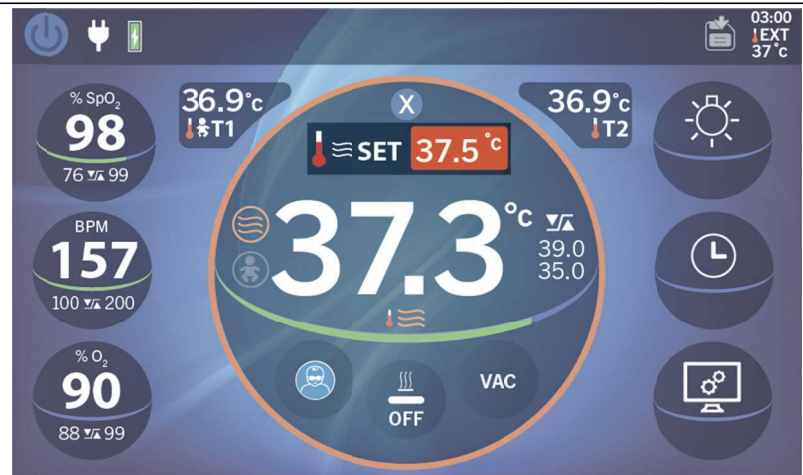 03:00
EXT
37°c
% SpO₂
98
76 99
BPM
157
100 200
% O₂
90
88 99
36.9°c
T1
X
36.9°c
T2
SET 37.5°c
37.3°c
39.0
35.0
OFF
VAC